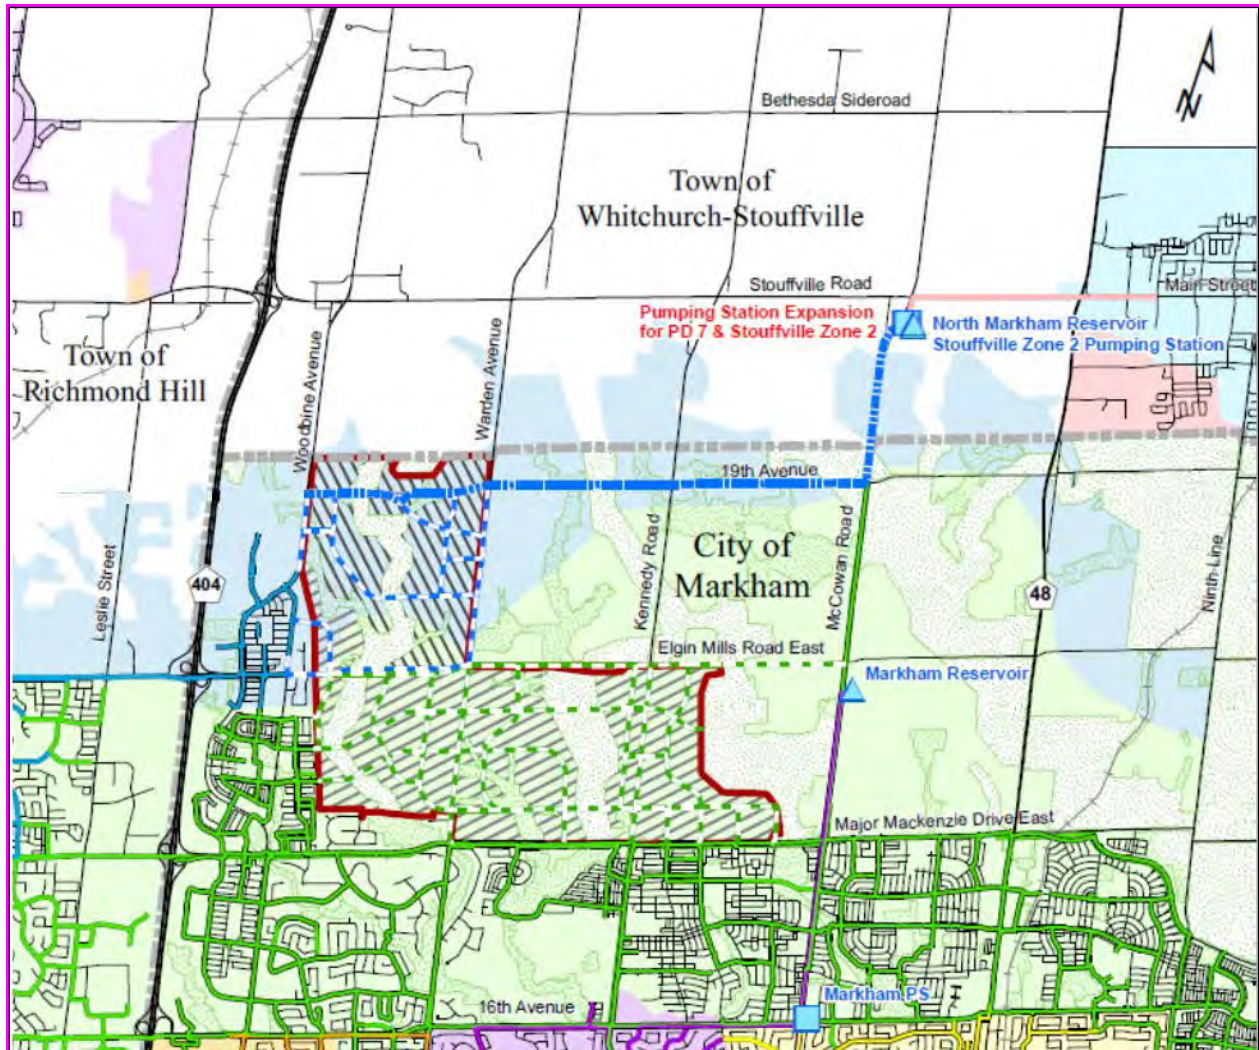 N
Bethesda Sideroad
Town of
Whitchurch-Stouffville
Stouffville Road
Main Street
Pumping Station Expansion
for PD 7 & Stouffville Zone 2
North Markham Reservoir
Stouffville Zone 2 Pumping Station
Town of
Richmond Hill
Woodbine Avenue
Warden Avenue
19th Avenue
Leslie Street
404
Kennedy Road
City of
Markham
McCowan Road
48
Ninth Line
Elgin Mills Road East
Markham Reservoir
Major Mackenzie Drive East
16th Avenue
Markham PS